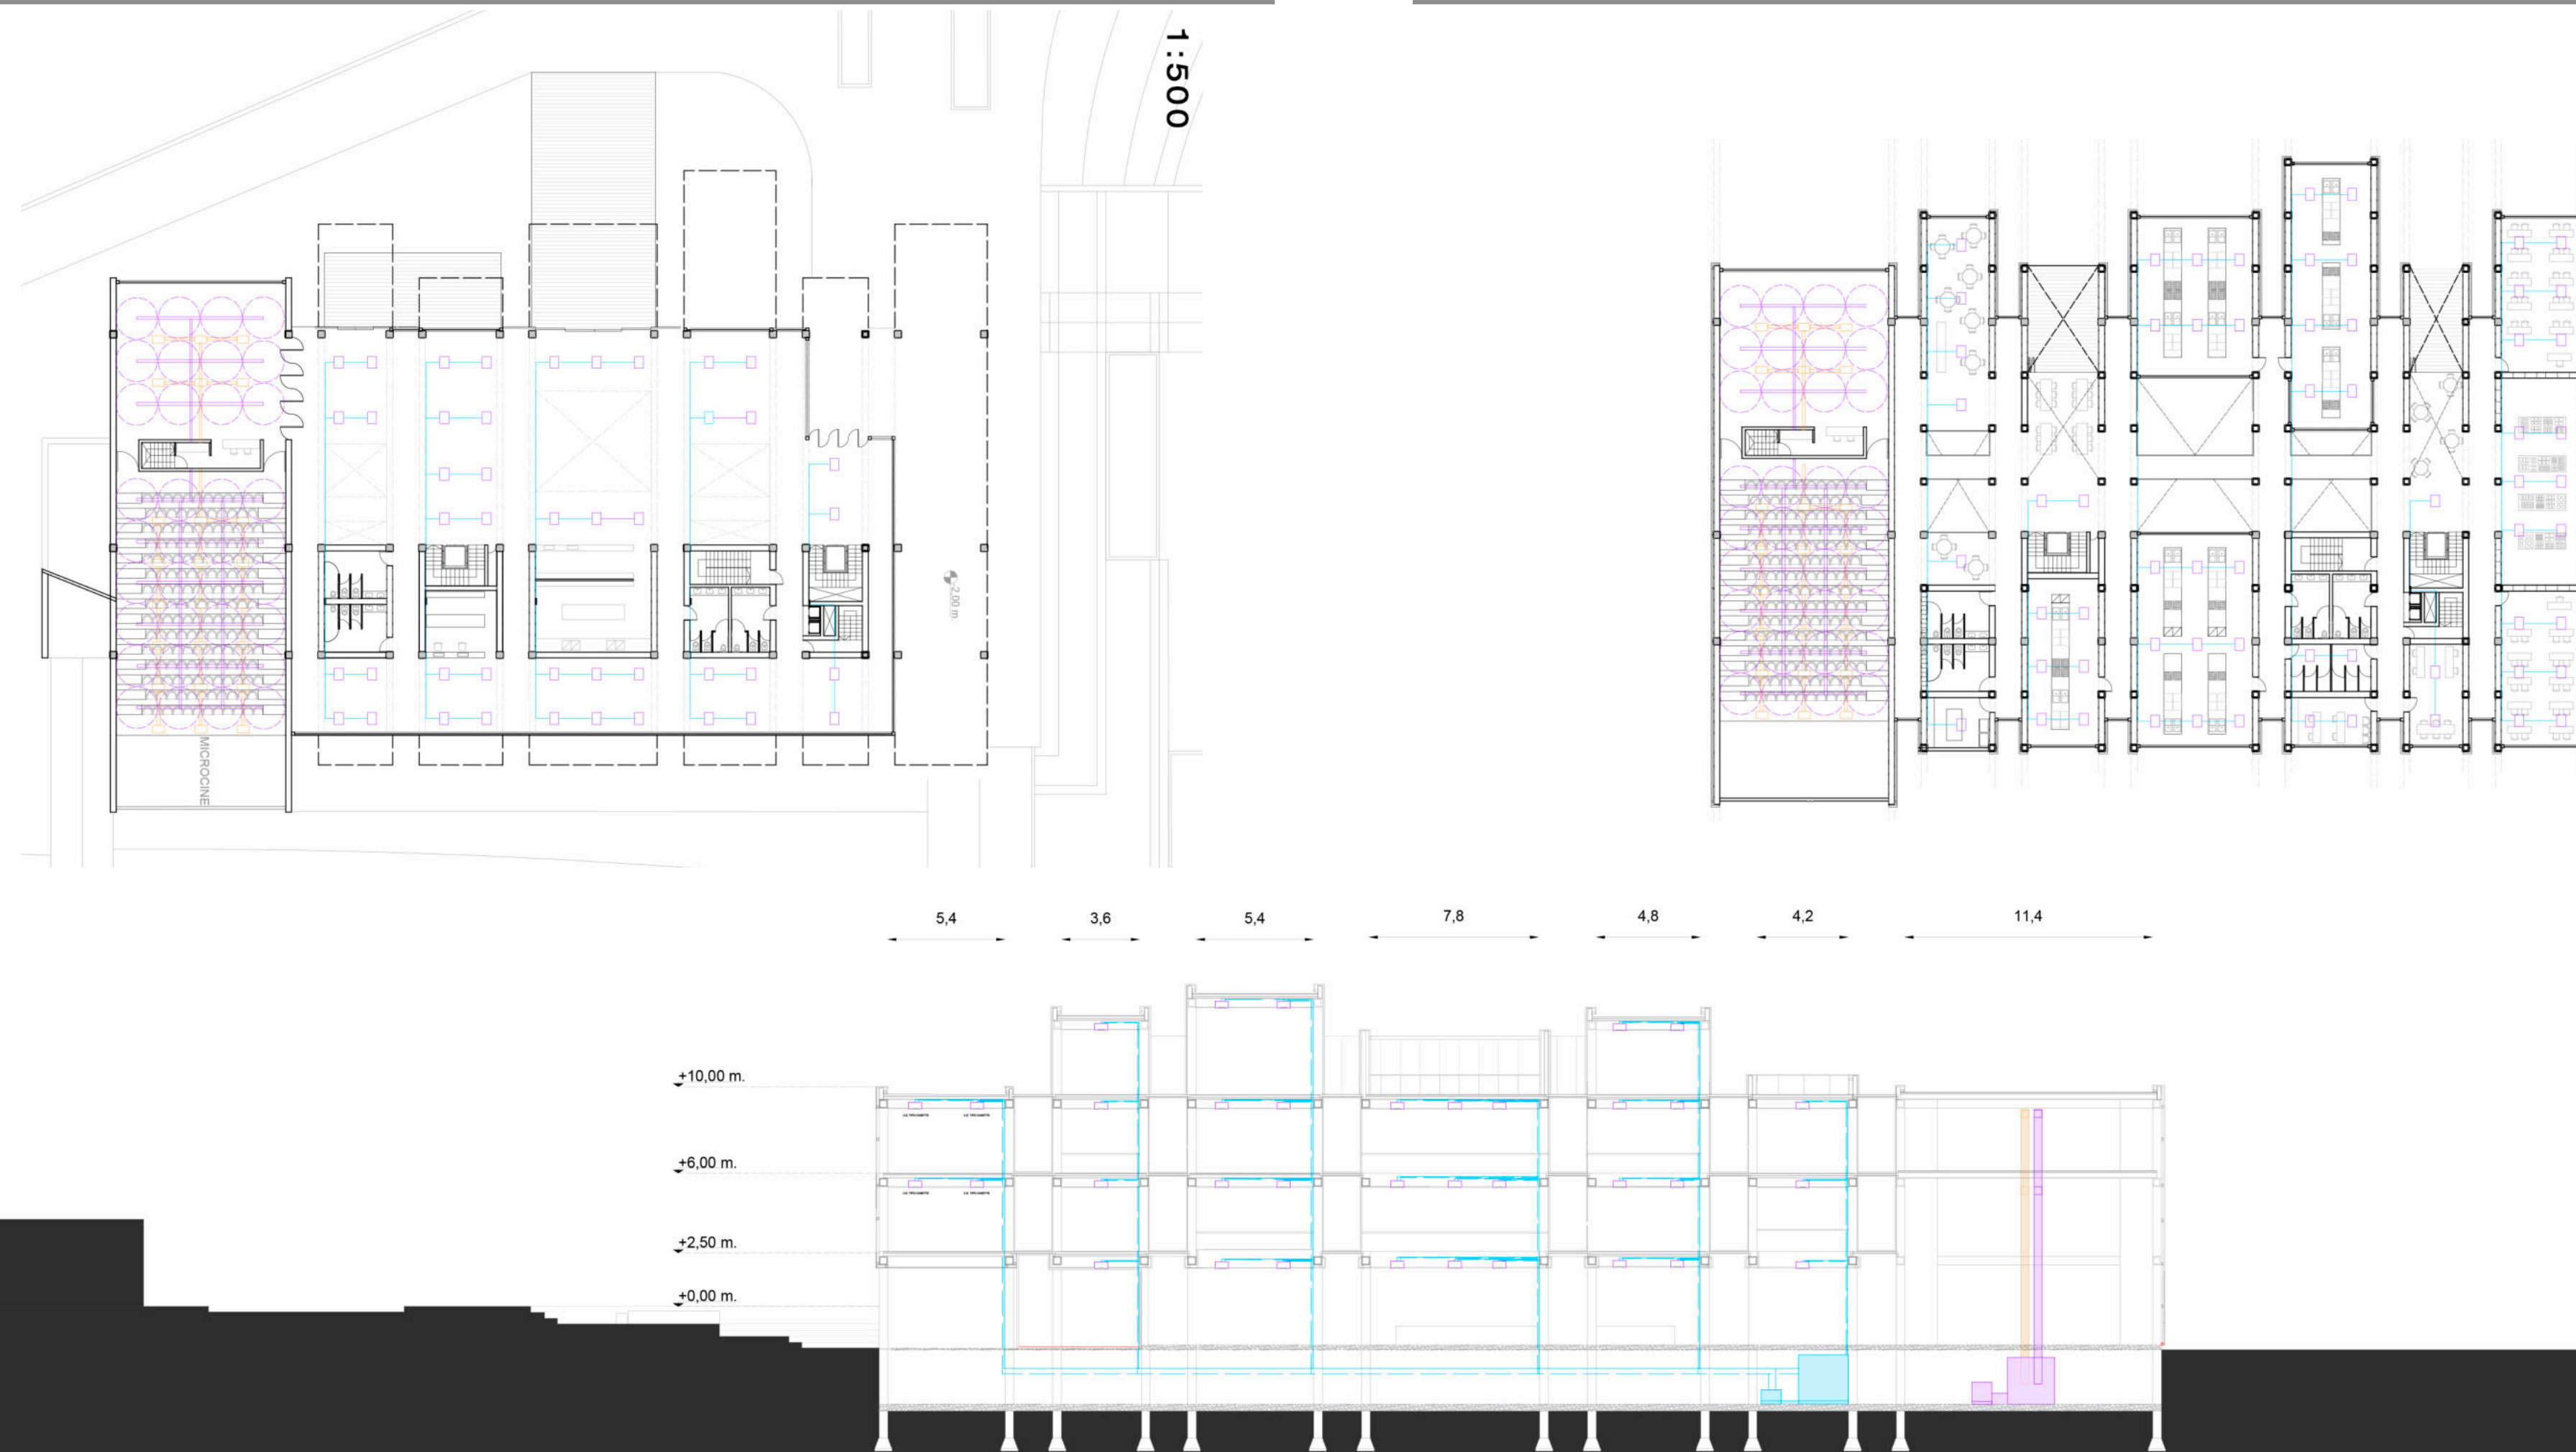 1:500
-2,00 m
MICROCINE
5,4
3,6
5,4
7,8
4,8
4,2
11,4
+10,00 m.
+6,00 m.
+2,50 m.
+0,00 m.